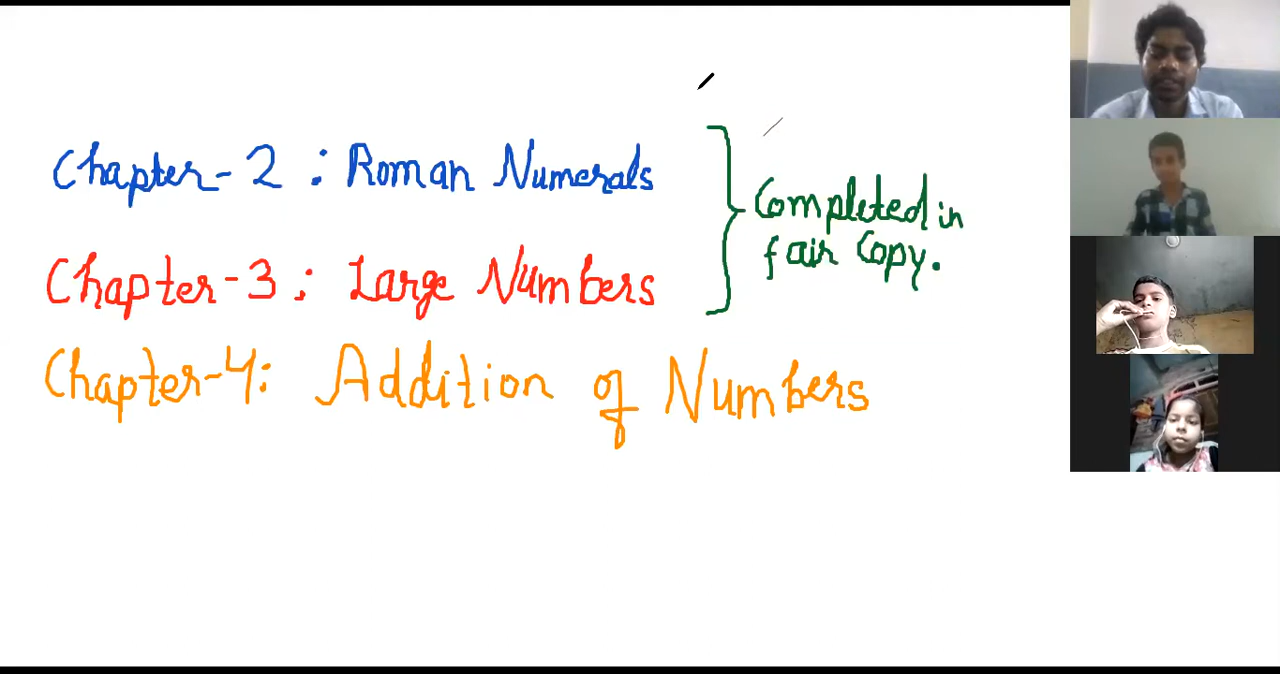 Chapter-2 : Roman Numerals
Chapter-3 : Large Numbers
Completed in
fair Copy.
Chapter-4: Addition of Numbers